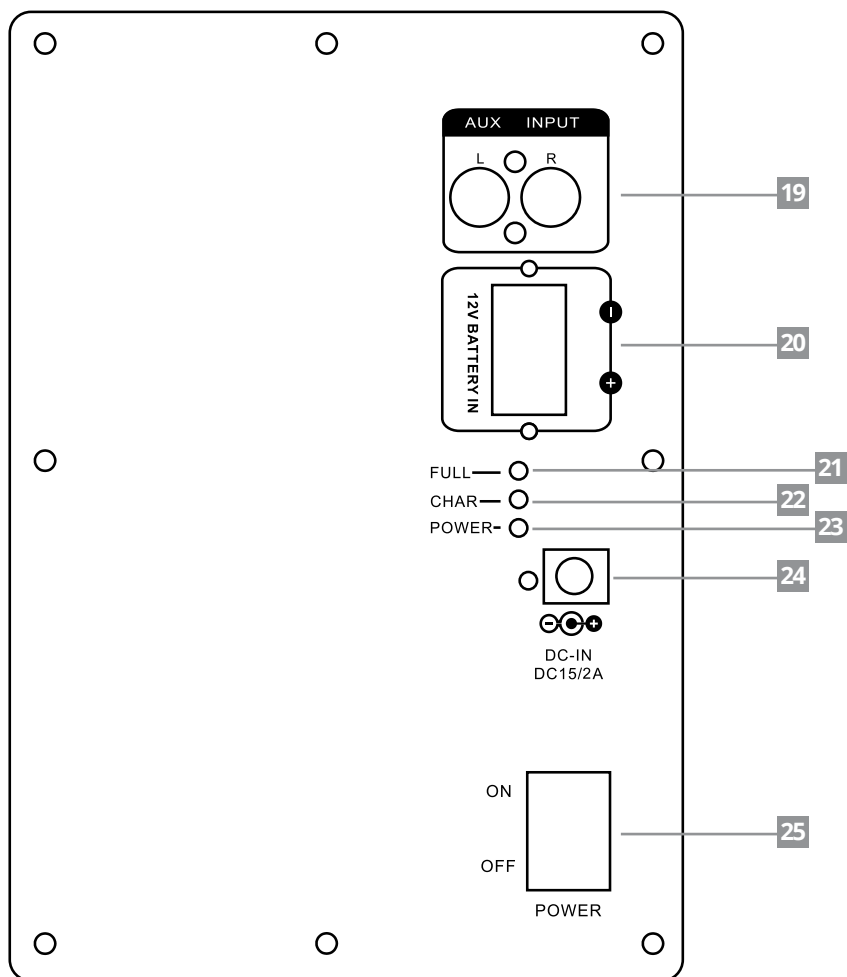 AUX INPUT
L R
19
12V BATTERY IN
20
FULL
21
CHAR
22
POWER
23
24
DC-IN
DC15/2A
ON
25
OFF
POWER